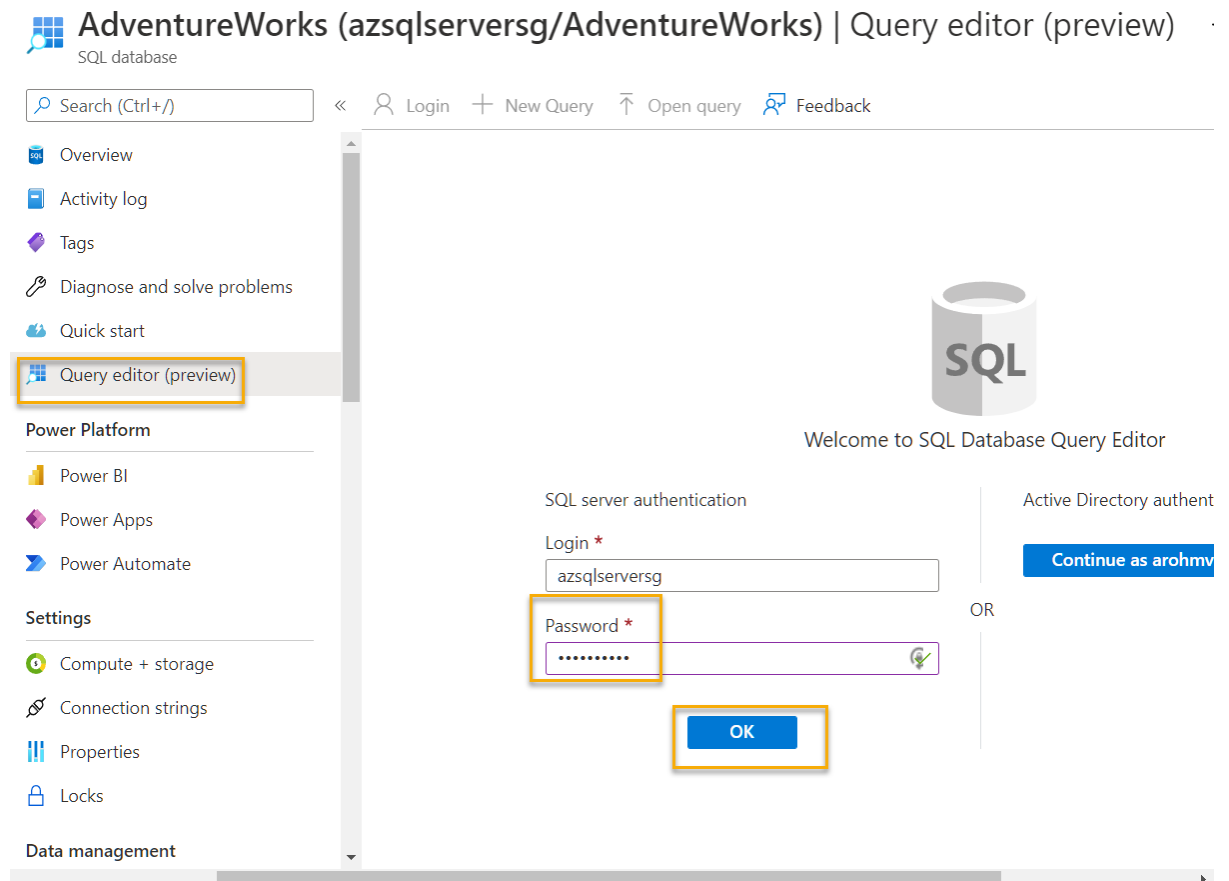 AdventureWorks (azsqlserversg/AdventureWorks) | Query editor (preview)
SQL database
Search (Ctrl+/)
«
Login
New Query
Open query
Feedback
SQL
Overview
Activity log
Tags
Diagnose and solve problems
Quick start
Query editor (preview)
Power Platform
Power BI
Power Apps
Power Automate
Settings
Compute + storage
Connection strings
Properties
Locks
Data management
SQL
Welcome to SQL Database Query Editor
SQL server authentication
Login *
azsqlserversg
Password *
••••••••••
OK
OR
Active Directory authent
Continue as arohmv